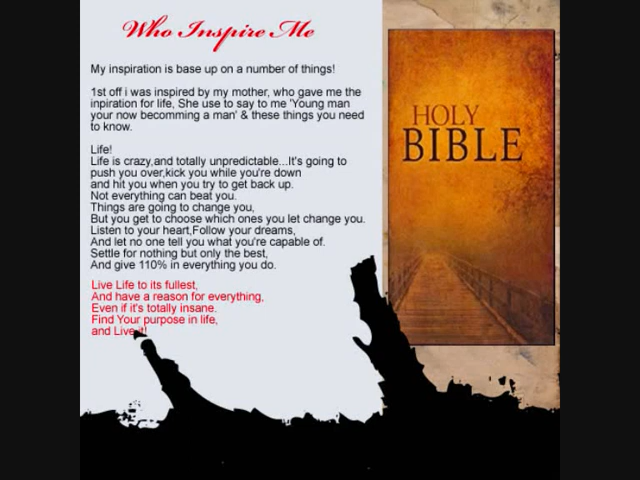 Who Inspire Me
My inspiration is base up on a number of things!
1st off i was inspired by my mother, who gave me the
inpiration for life, She use to say to me 'Young man
your now becomming a man' & these things you need
to know.
Life!
Life is crazy,and totally unpredictable...It's going to
push you over,kick you while you're down
and hit you when you try to get back up.
Not everything can beat you.
Things are going to change you,
But you get to choose which ones you let change you.
Listen to your heart,Follow your dreams,
And let no one tell you what you're capable of.
Settle for nothing but only the best,
And give 110% in everything you do.
Live Life to its fullest,
And have a reason for everything,
Even if it's totally insane.
Find Your purpose in life,
and Live it!
HOLY
BIBLE